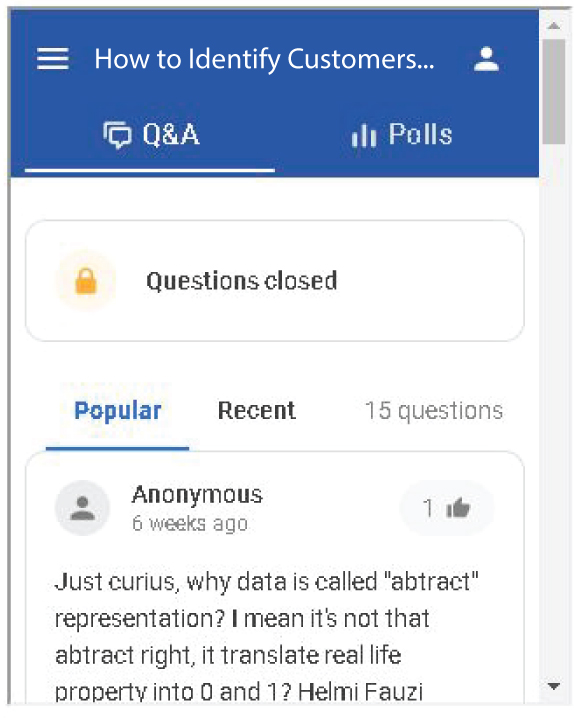 How to Identify Customers...
Q&A Polls
Questions closed
Popular Recent 15 questions
Anonymous
6 weeks ago
1
Just curius, why data is called "abtract"
representation? I mean it's not that
abtract right, it translate real life
property into 0 and 1? Helmi Fauzi